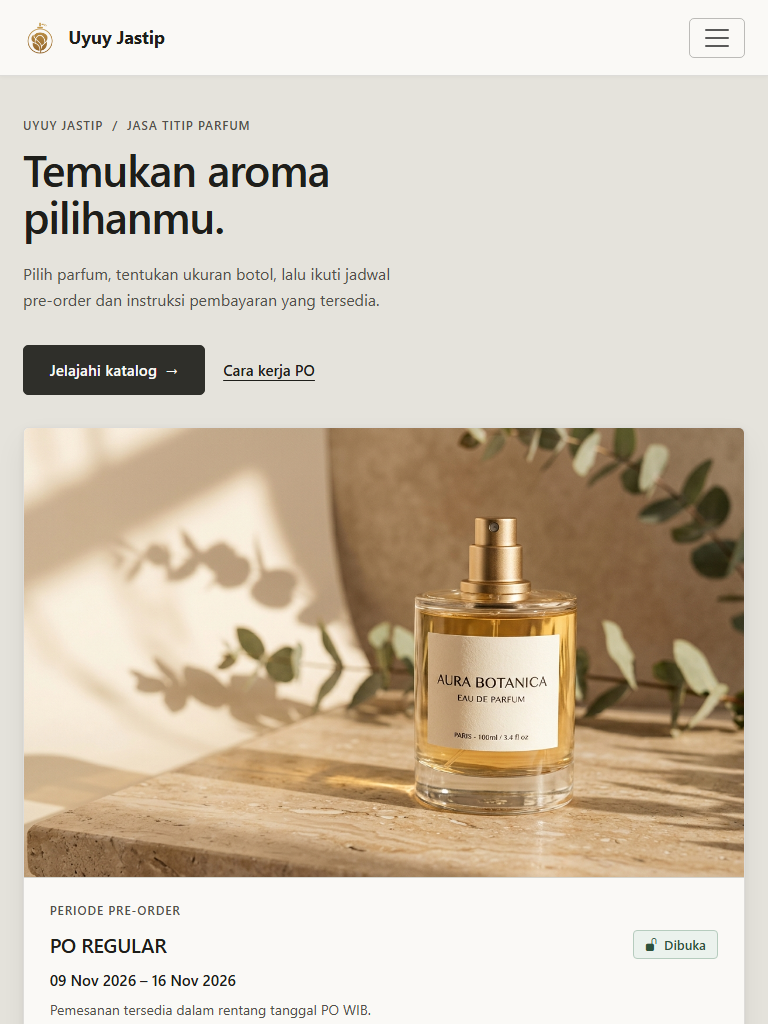 Uyuy Jastip
UYUY JASTIP / JASA TITIP PARFUM
Temukan aroma
pilihanmu.
Pilih parfum, tentukan ukuran botol, lalu ikuti jadwal
pre-order dan instruksi pembayaran yang tersedia.
Jelajahi katalog →
Cara kerja PO
AURA BOTANICA
EAU DE PARFUM
PARIS - 100ml / 3.4 fl oz
PERIODE PRE-ORDER
PO REGULAR
Dibuka
09 Nov 2026 – 16 Nov 2026
Pemesanan tersedia dalam rentang tanggal PO WIB.